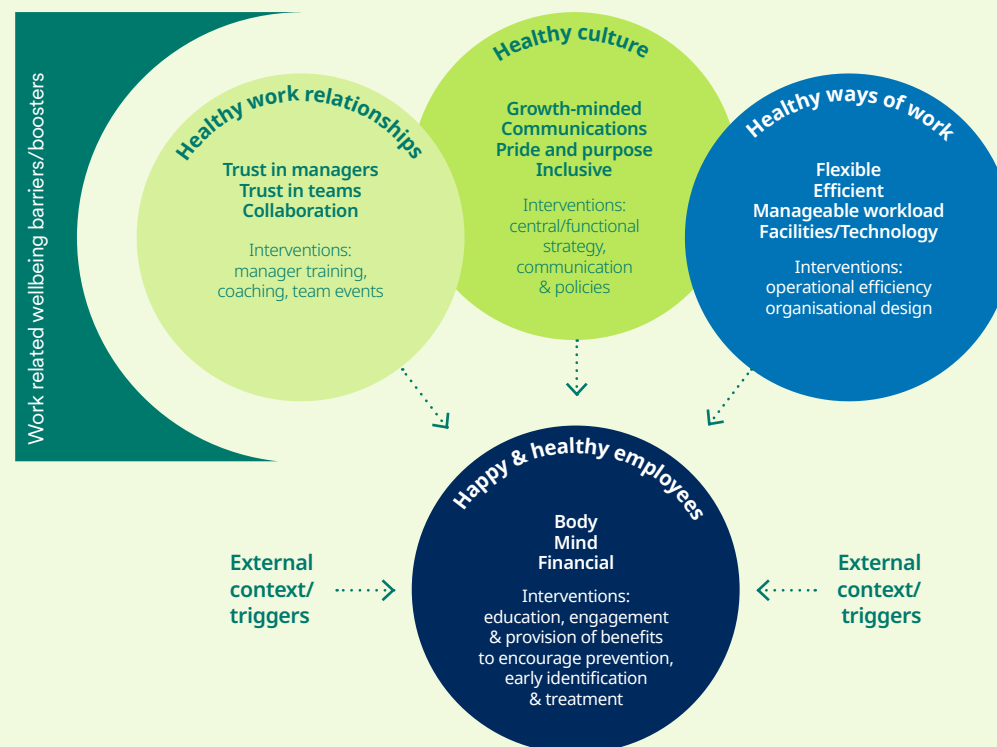 Work related wellbeing barriers/boosters
Healthy work relationships
Trust in managers
Trust in teams
Collaboration
Interventions:
manager training,
coaching, team events
Healthy culture
Growth-minded
Communications
Pride and purpose
Inclusive
Interventions:
central/functional
strategy,
communication
& policies
Healthy ways of work
Flexible
Efficient
Manageable workload
Facilities/Technology
Interventions:
operational efficiency
organisational design
Happy & healthy employees
Body
Mind
Financial
Interventions:
education, engagement
& provision of benefits
to encourage prevention,
early identification
& treatment
External
context/
triggers
External
context/
triggers